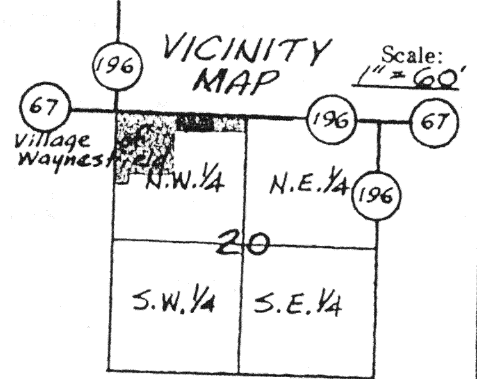 VICINITY
MAP
Scale:
1" = 60'
196
67
196
67
Village of
Waynesfield
N.W.1/4
N.E.1/4
196
20
S.W.1/4
S.E.1/4